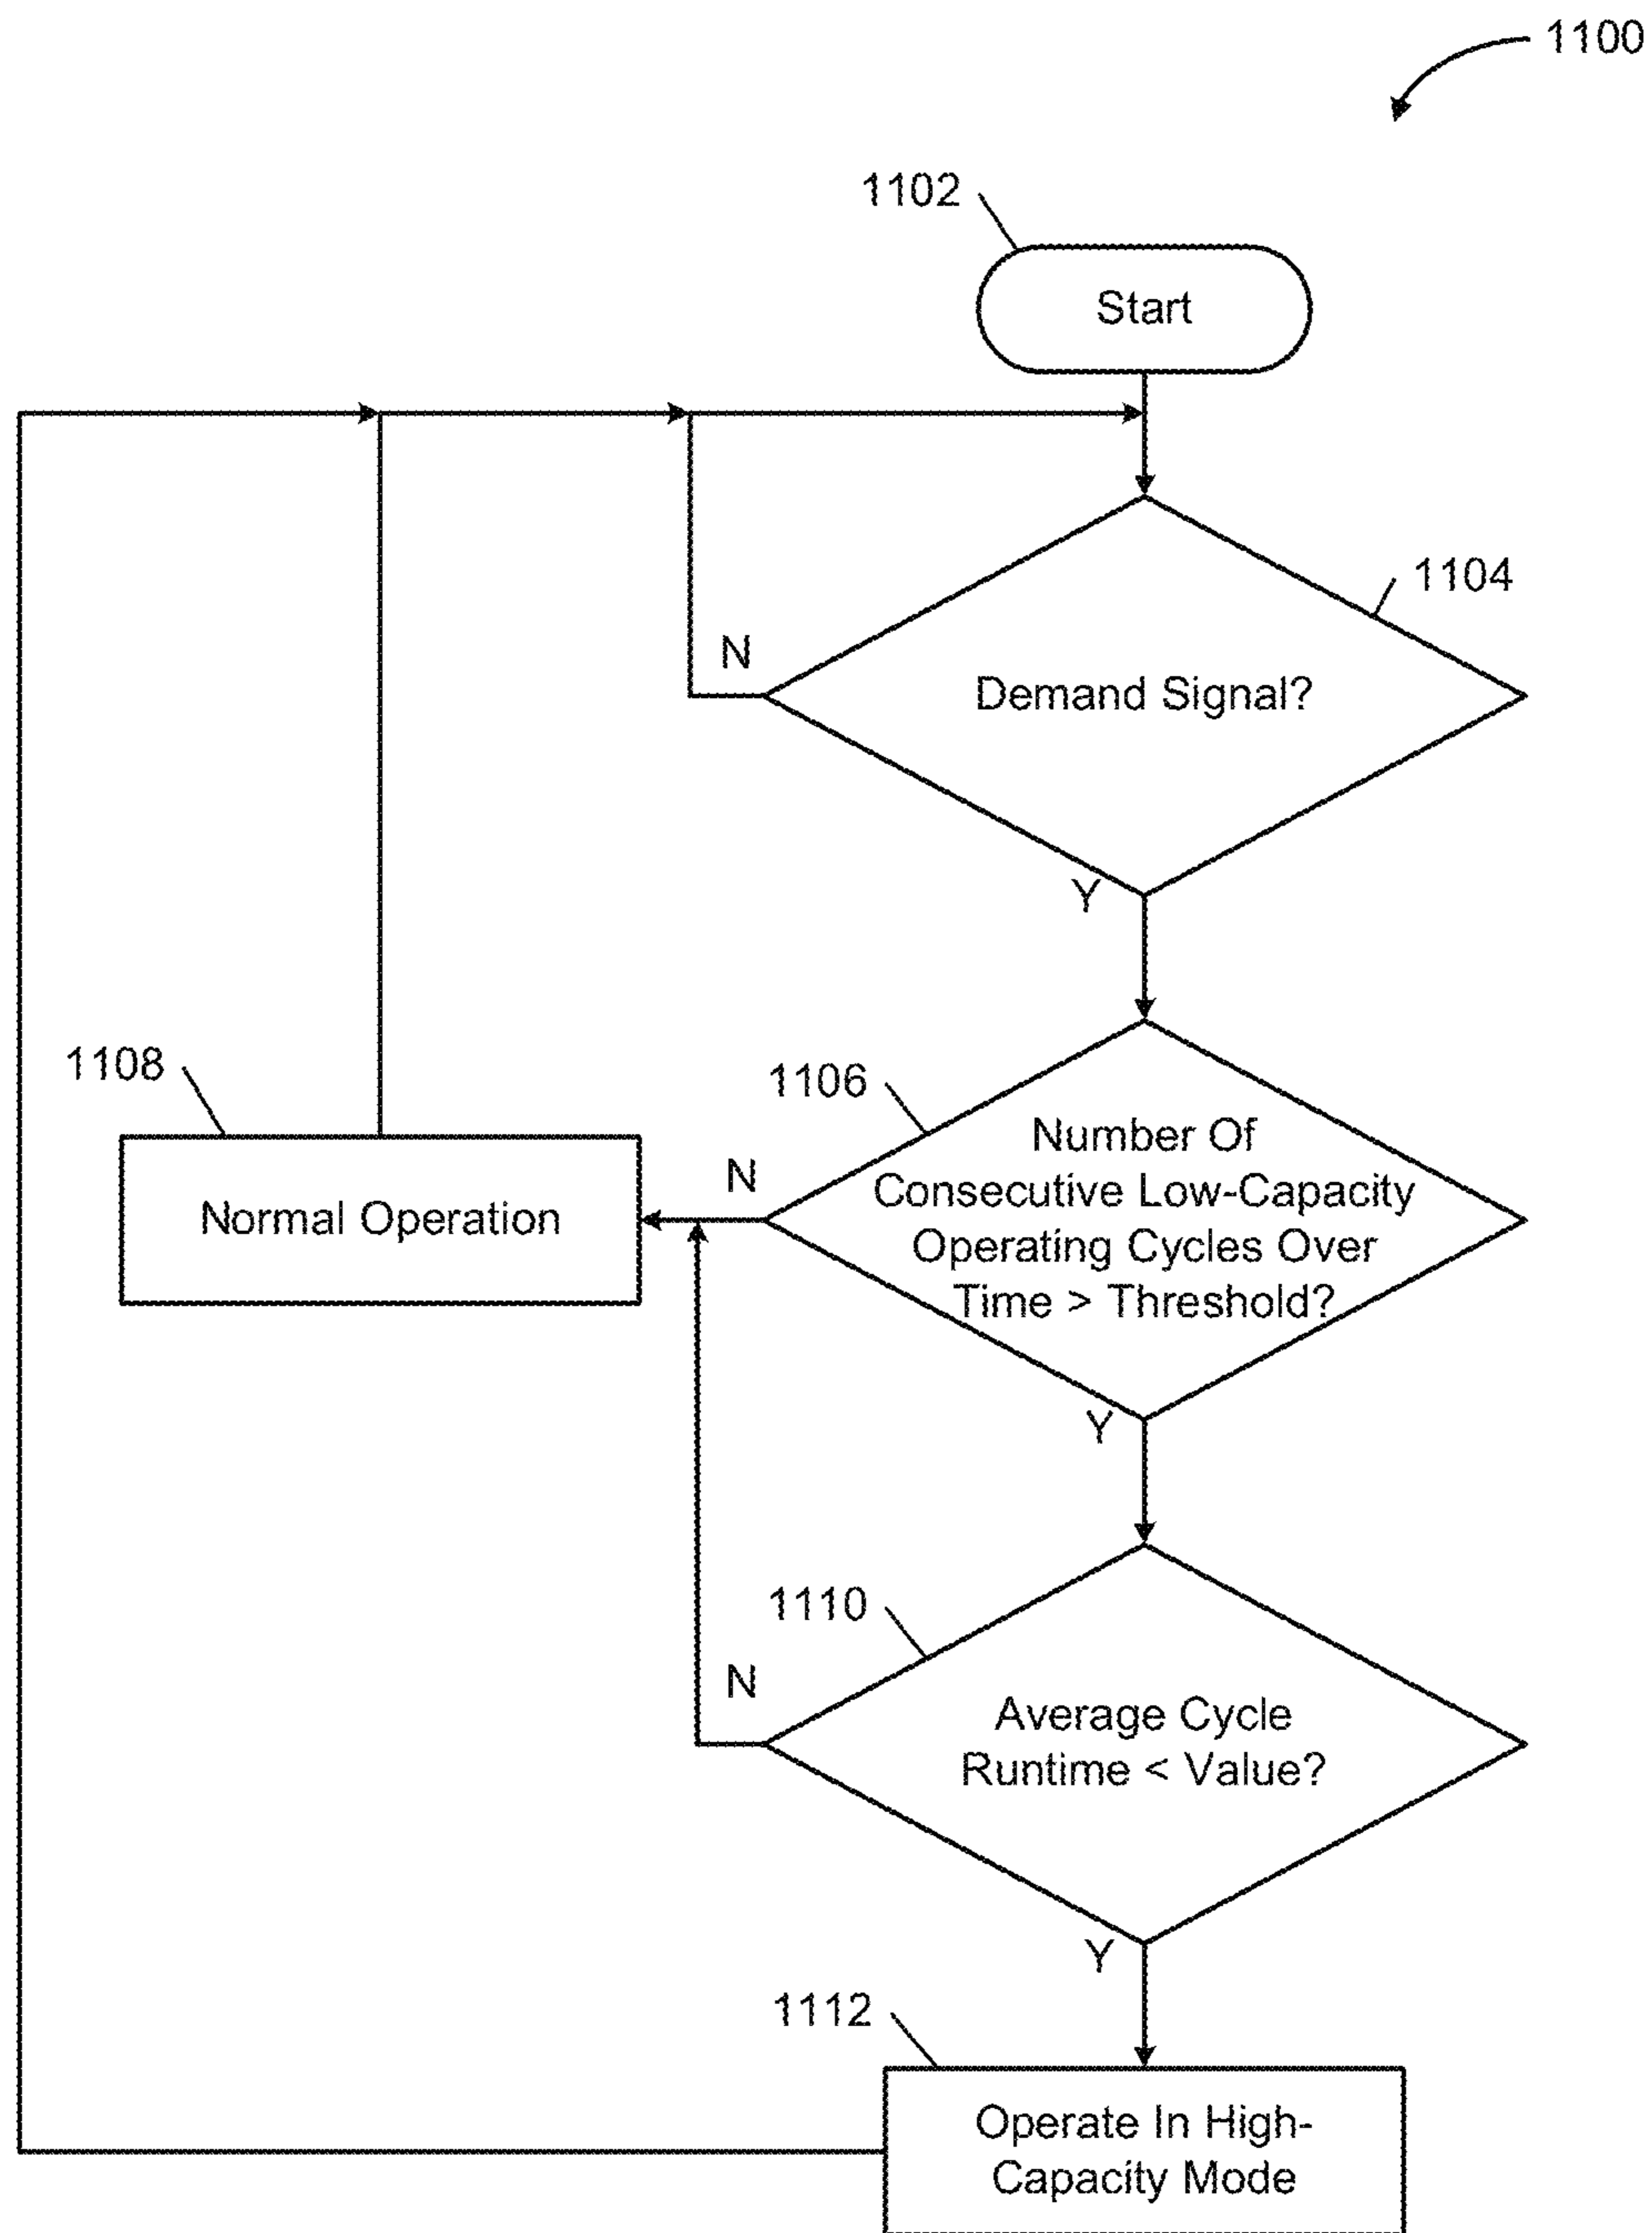 1100
1102
Start
1104
N
Demand Signal?
Y
1108
1106
Number Of
Consecutive Low-Capacity
Operating Cycles Over
Time > Threshold?
N
Normal Operation
Y
1110
N
Average Cycle
Runtime < Value?
Y
1112
Operate In High-
Capacity Mode